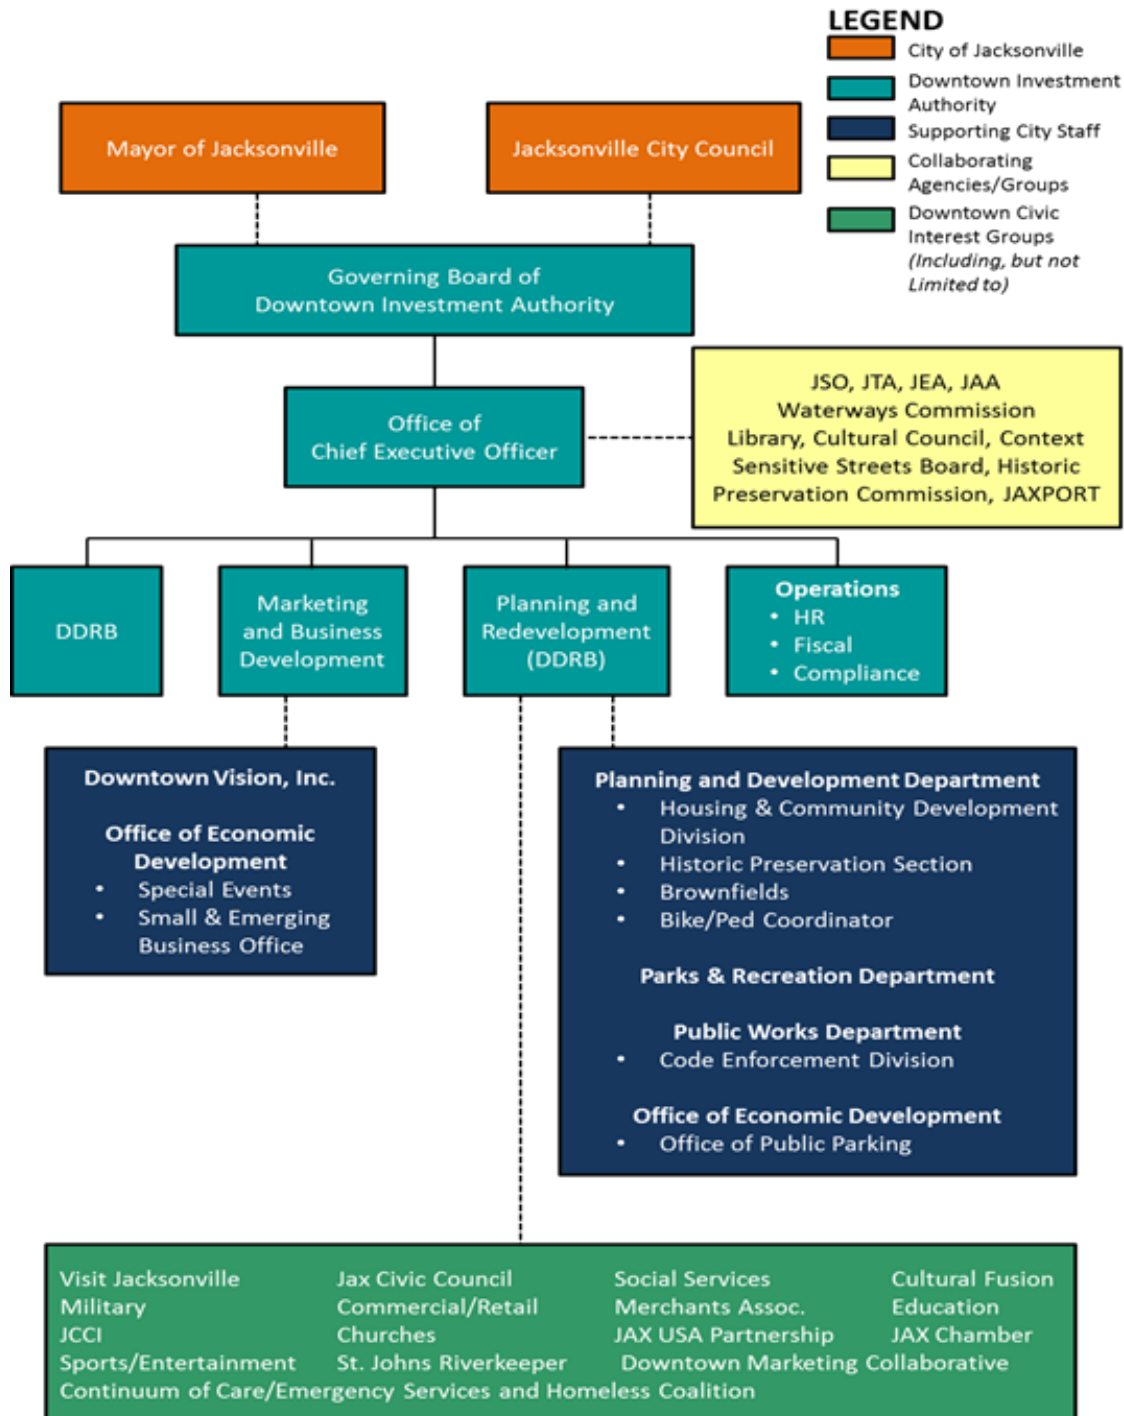 LEGEND
City of Jacksonville
Downtown Investment
Authority
Supporting City Staff
Collaborating
Agencies/Groups
Downtown Civic
Interest Groups
(Including, but not
Limited to)
Mayor of Jacksonville
Jacksonville City Council
Governing Board of
Downtown Investment Authority
Office of
Chief Executive Officer
JSO, JTA, JEA, JAA
Waterways Commission
Library, Cultural Council, Context
Sensitive Streets Board, Historic
Preservation Commission, JAXPORT
DDRB
Marketing
and Business
Development
Planning and
Redevelopment
(DDRB)
Operations
• HR
• Fiscal
• Compliance
Downtown Vision, Inc.
Office of Economic
Development
• Special Events
• Small & Emerging
Business Office
Planning and Development Department
• Housing & Community Development
Division
• Historic Preservation Section
• Brownfields
• Bike/Ped Coordinator
Parks & Recreation Department
Public Works Department
• Code Enforcement Division
Office of Economic Development
• Office of Public Parking
Visit Jacksonville Jax Civic Council Social Services Cultural Fusion
Military Commercial/Retail Merchants Assoc. Education
JCCI Churches JAX USA Partnership JAX Chamber
Sports/Entertainment St. Johns Riverkeeper Downtown Marketing Collaborative
Continuum of Care/Emergency Services and Homeless Coalition